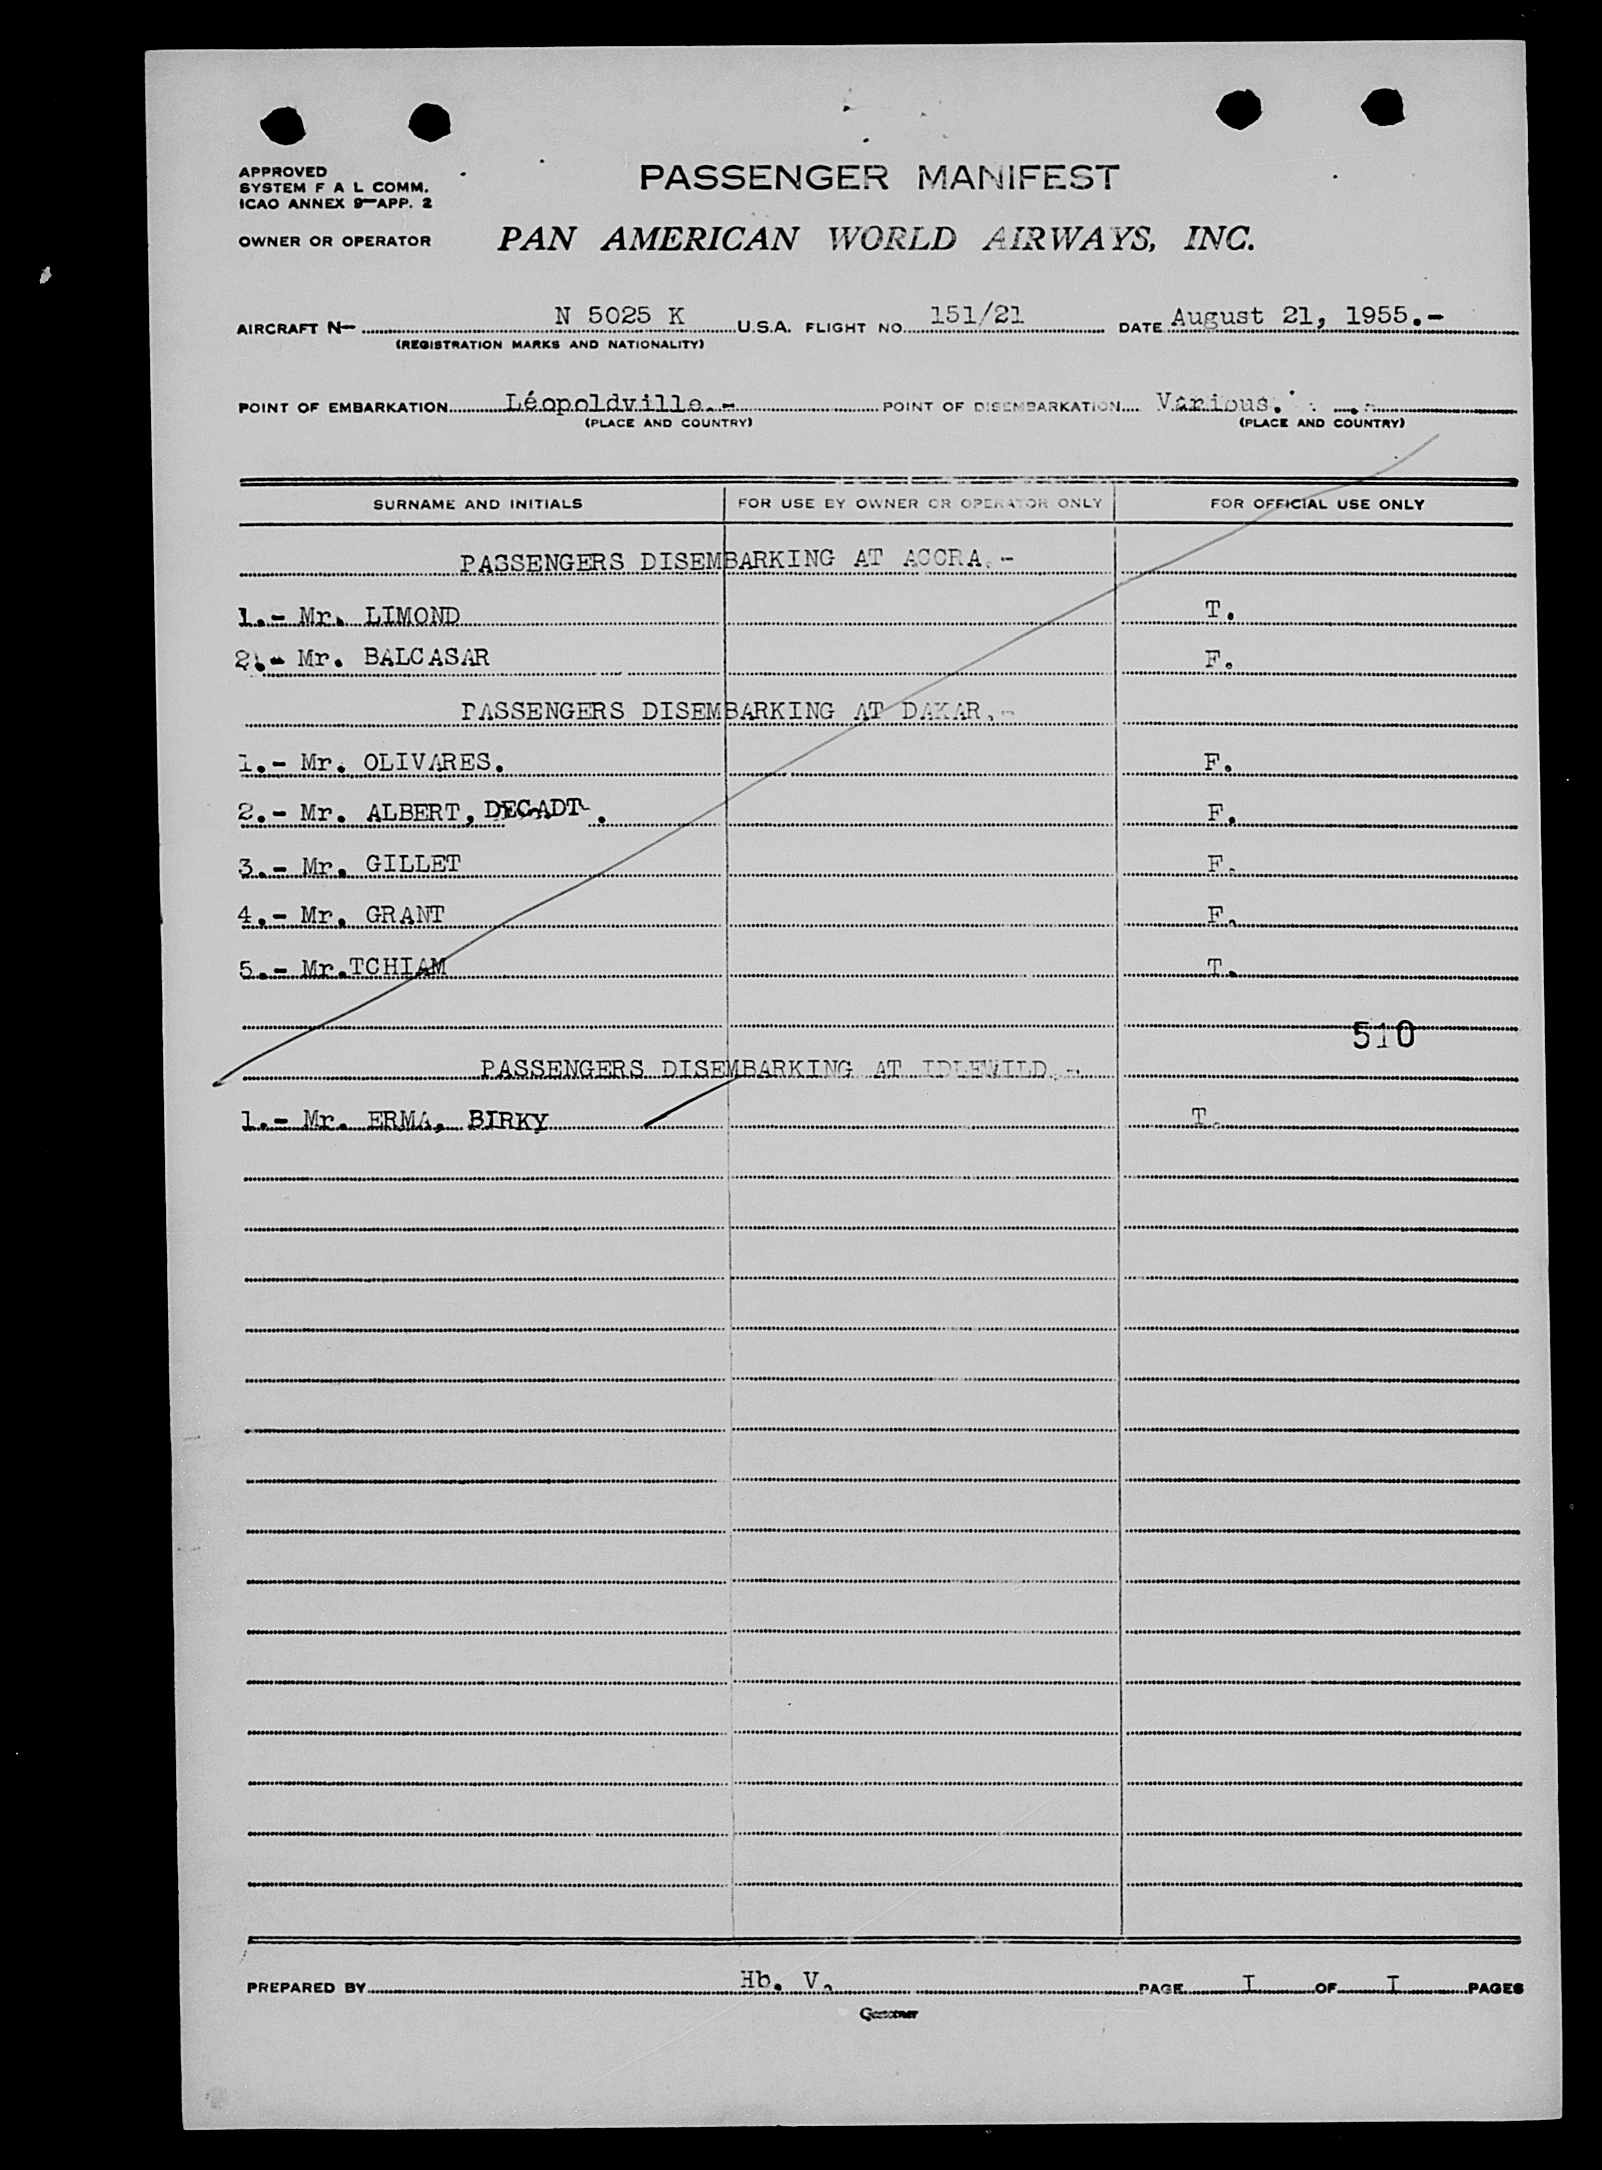 PASSENGER MANIFEST
APPROVED
SYSTEM F A L COMM.
ICAO ANNEX 9—APP. 2
OWNER OR OPERATOR PAN AMERICAN WORLD AIRWAYS, INC.
AIRCRAFT N— N 5025 K U.S.A. FLIGHT NO. 151/21 DATE August 21, 1955.-
(REGISTRATION MARKS AND NATIONALITY)
POINT OF EMBARKATION Léopoldville.- POINT OF DISEMBARKATION Various.
(PLACE AND COUNTRY) (PLACE AND COUNTRY)
SURNAME AND INITIALS FOR USE BY OWNER OR OPERATOR ONLY FOR OFFICIAL USE ONLY
PASSENGERS DISEMBARKING AT ACCRA.-
1.- Mr. LIMOND T.
2.- Mr. BALCASAR F.
PASSENGERS DISEMBARKING AT DAKAR.-
1.- Mr. OLIVARES. F.
2.- Mr. ALBERT, DECADT. F.
3.- Mr. GILLET F.
4.- Mr. GRANT F.
5.- Mr.TCHIAM T.
510
PASSENGERS DISEMBARKING AT IDLEWILD.-
1.- Mr. ERMA, BIRKY T.
PREPARED BY Hb. V. PAGE I OF I PAGES